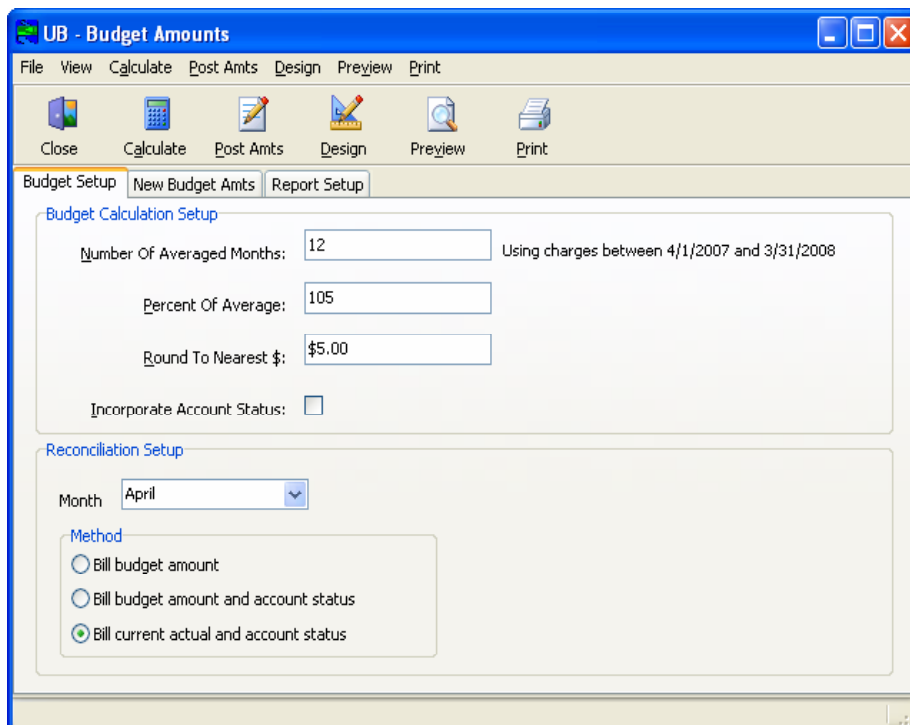 UB - Budget Amounts
File View Calculate Post Amts Design Preview Print
Close Calculate Post Amts Design Preview Print
Budget Setup New Budget Amts Report Setup
Budget Calculation Setup
Number Of Averaged Months: 12 Using charges between 4/1/2007 and 3/31/2008
Percent Of Average: 105
Round To Nearest $: $5.00
Incorporate Account Status:
Reconciliation Setup
Month April
Method
Bill budget amount
Bill budget amount and account status
Bill current actual and account status